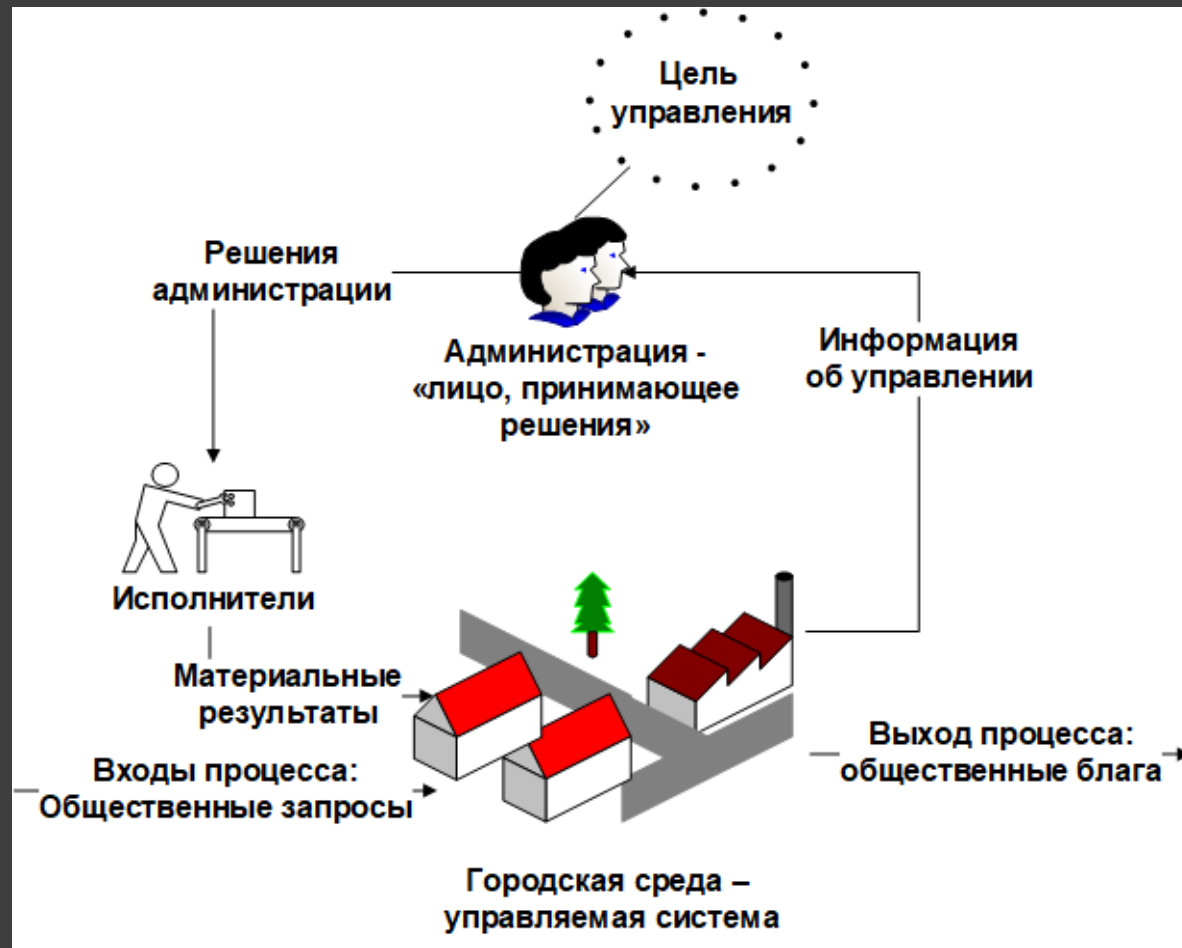 Цель
управления
Решения
администрации
Администрация -
«лицо, принимающее
решения»
Информация
об управлении
Исполнители
Материальные
результаты
Входы процесса:
Общественные запросы
Выход процесса:
общественные блага
Городская среда –
управляемая система